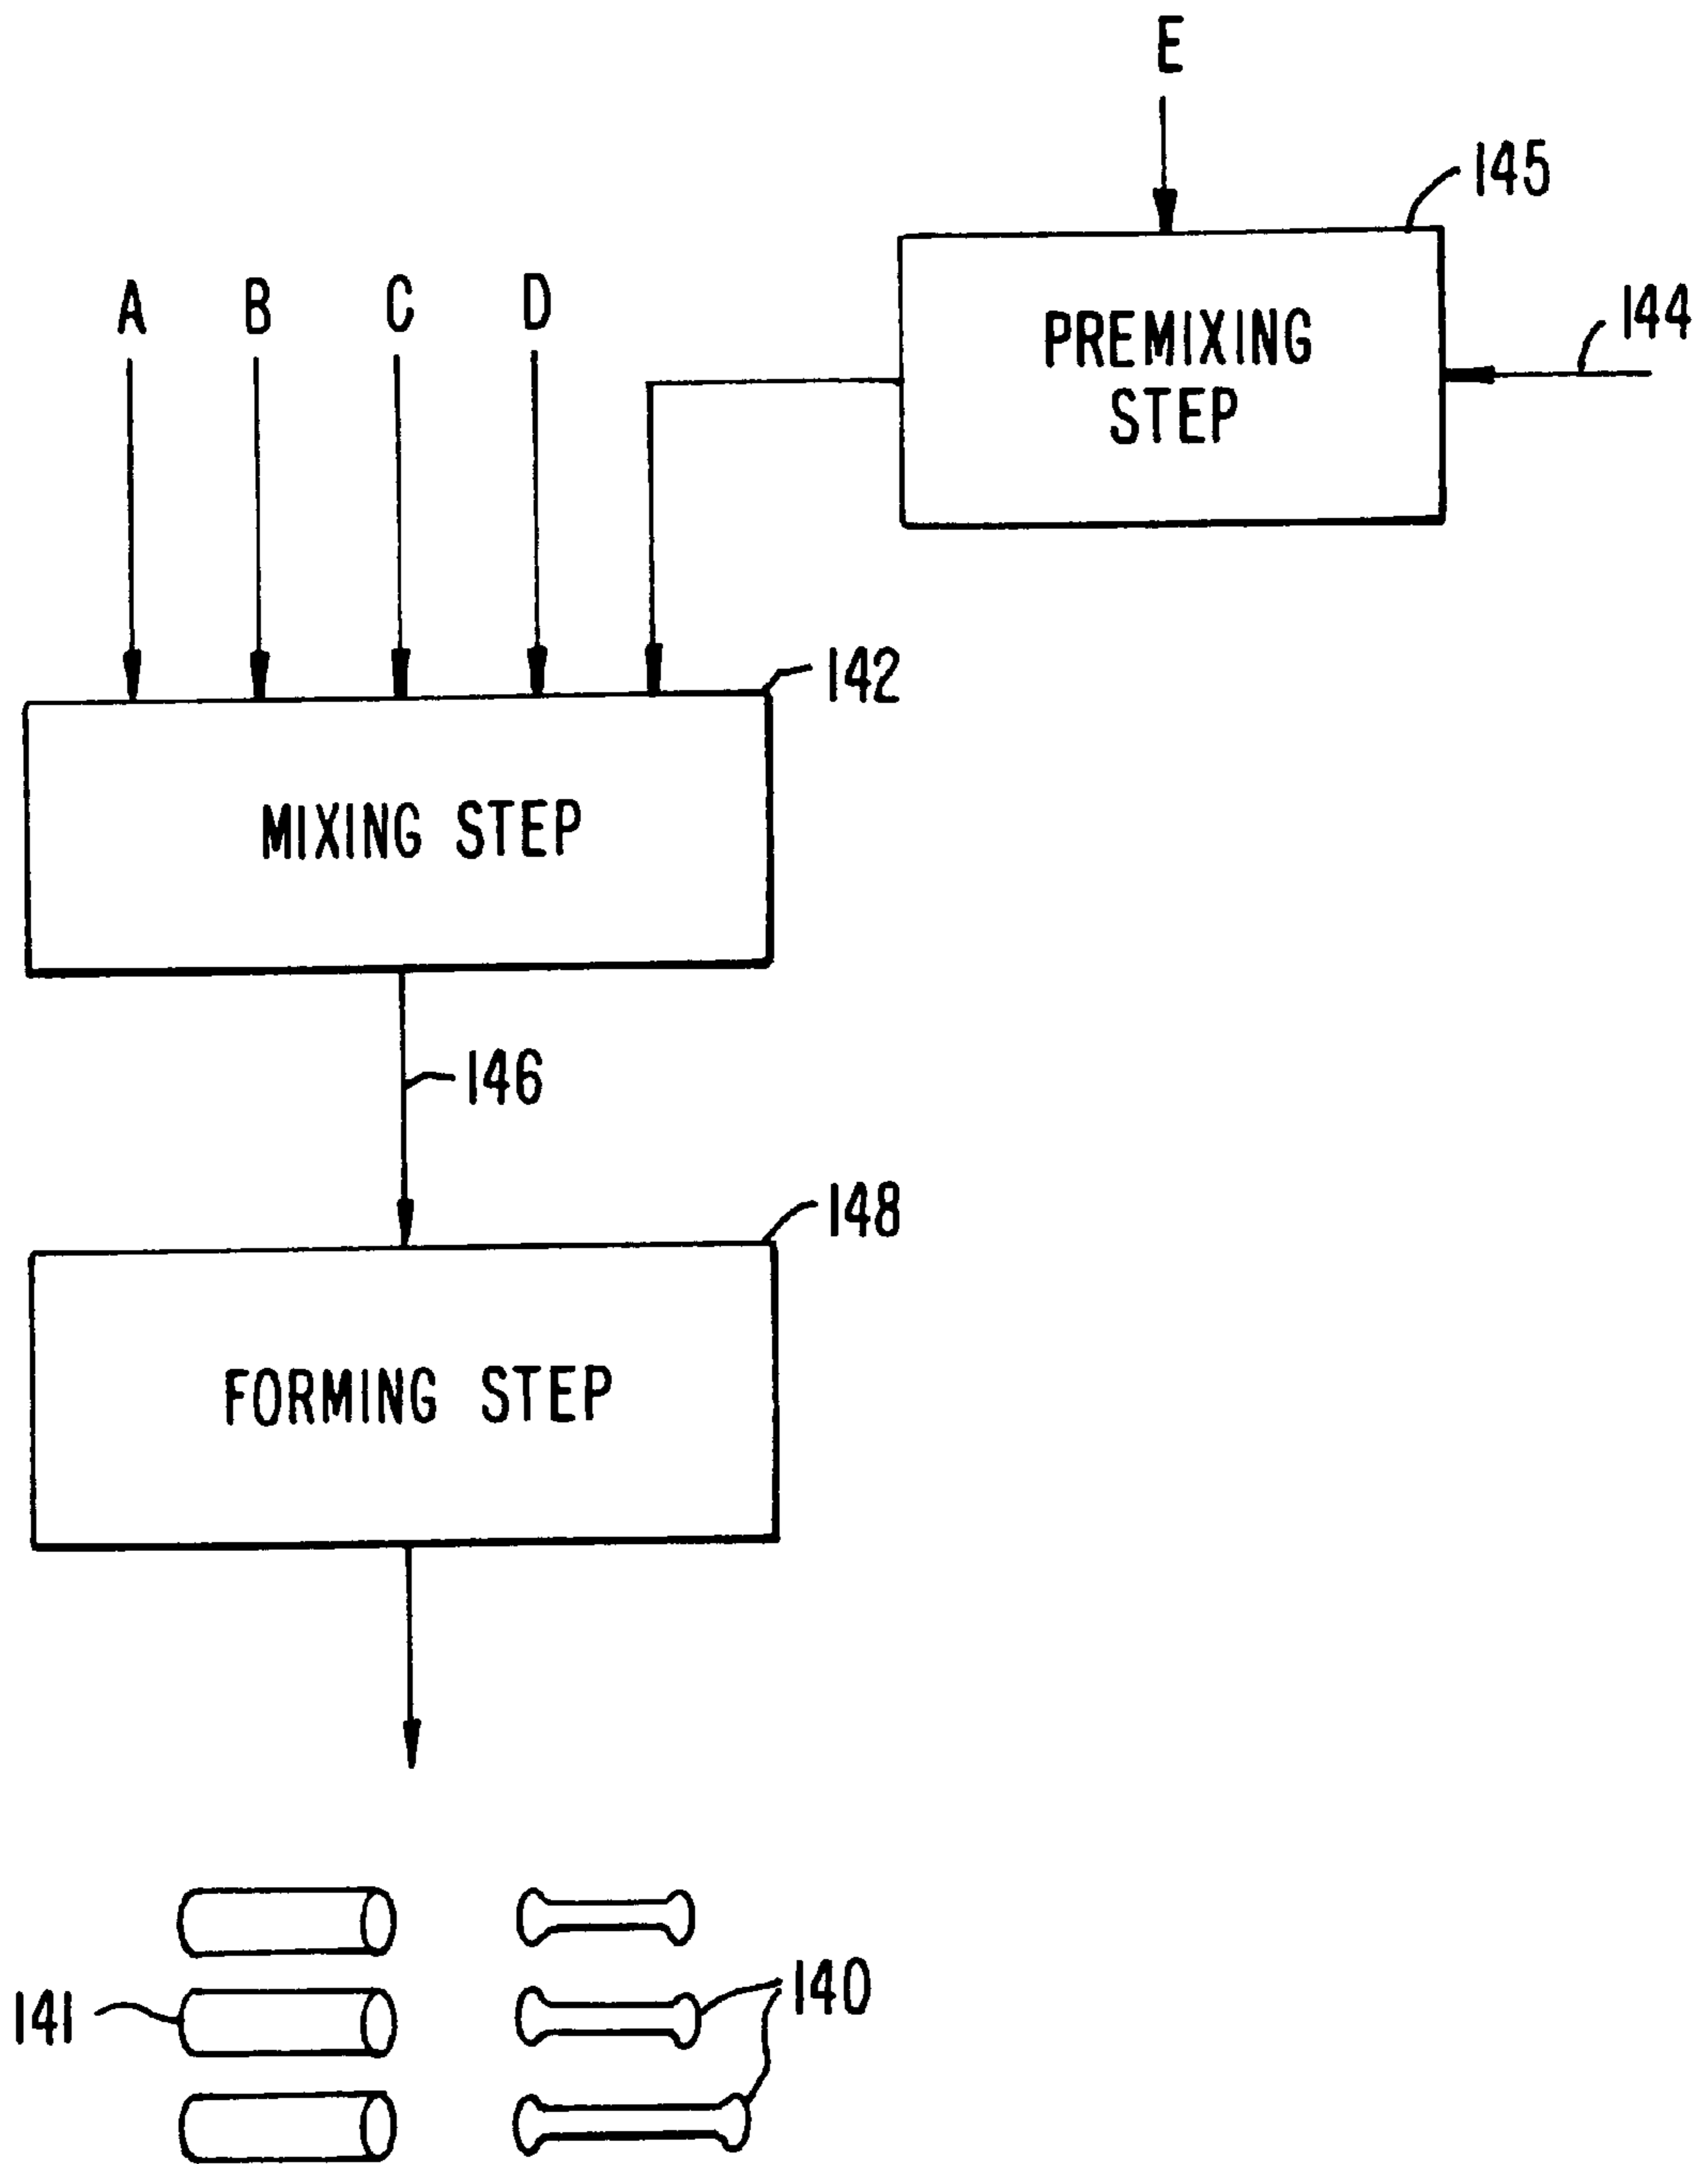 E
145
144
A B C D
PREMIXING
STEP
142
MIXING STEP
146
148
FORMING STEP
140
141